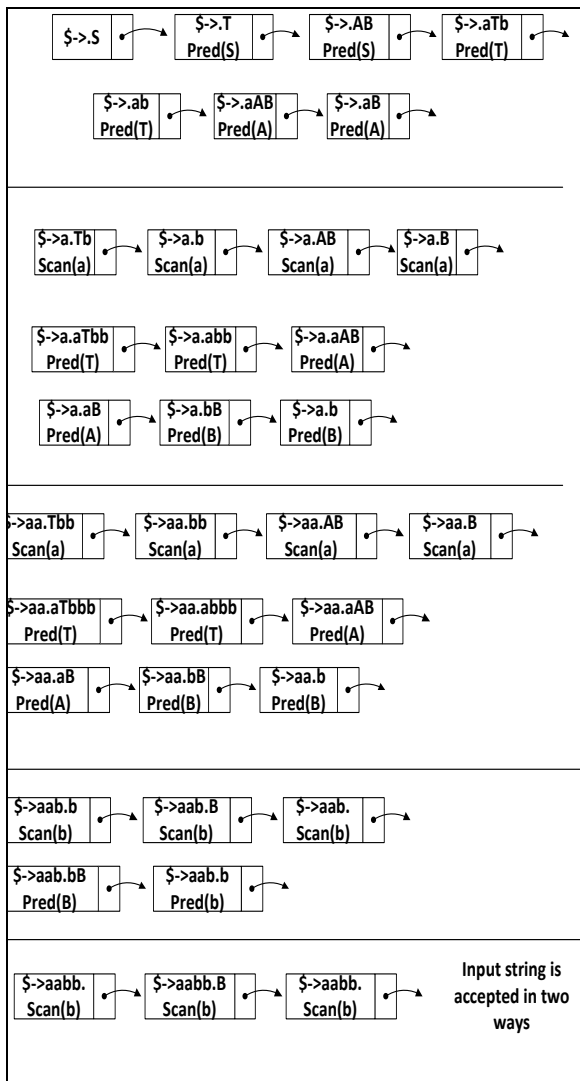 $->.S
$->.T
Pred(S)
$->.AB
Pred(S)
$->.aTb
Pred(T)
$->.ab
Pred(T)
$->.aAB
Pred(A)
$->.aB
Pred(A)
$->a.Tb
Scan(a)
$->a.b
Scan(a)
$->a.AB
Scan(a)
$->a.B
Scan(a)
$->a.aTbb
Pred(T)
$->a.abb
Pred(T)
$->a.aAB
Pred(A)
$->a.aB
Pred(A)
$->a.bB
Pred(B)
$->a.b
Pred(B)
$->aa.Tbb
Scan(a)
$->aa.bb
Scan(a)
$->aa.AB
Scan(a)
$->aa.B
Scan(a)
$->aa.aTbbb
Pred(T)
$->aa.abbb
Pred(T)
$->aa.aAB
Pred(A)
$->aa.aB
Pred(A)
$->aa.bB
Pred(B)
$->aa.b
Pred(B)
$->aab.b
Scan(b)
$->aab.B
Scan(b)
$->aab.
Scan(b)
$->aab.bB
Pred(B)
$->aab.b
Pred(b)
$->aabb.
Scan(b)
$->aabb.B
Scan(b)
$->aabb.
Scan(b)
Input string is
accepted in two
ways